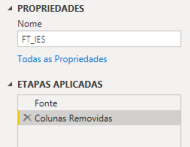 PROPRIEDADES
Nome
FT_IES
Todas as Propriedades
ETAPAS APLICADAS
Fonte
Colunas Removidas